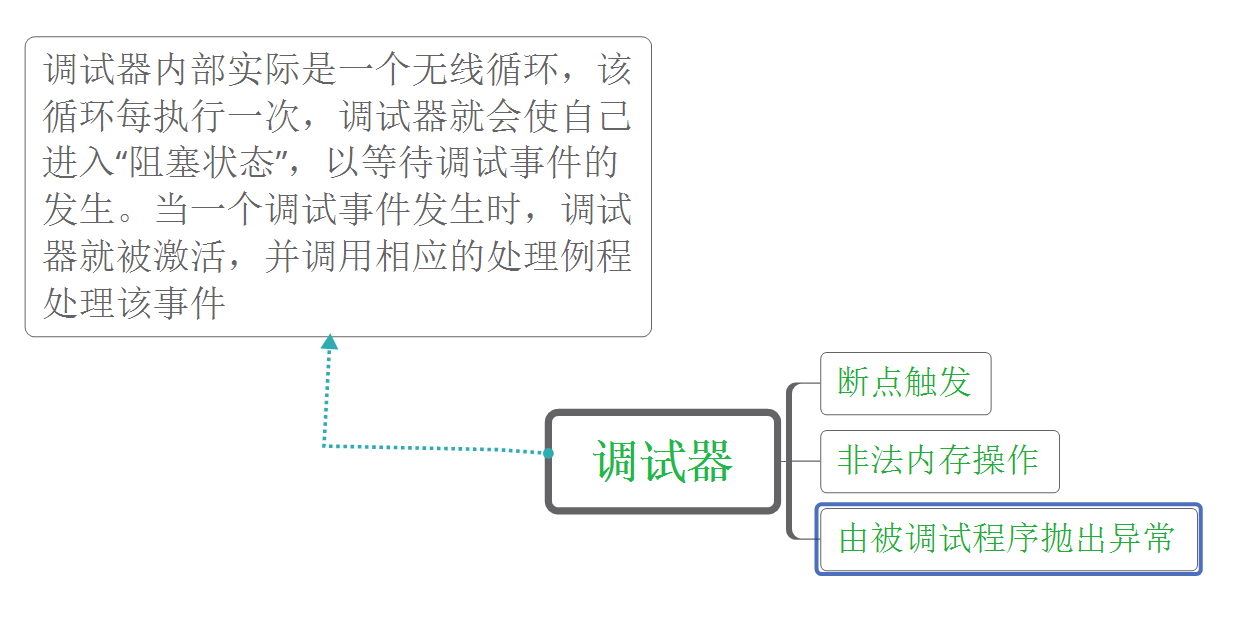 调试器内部实际是一个无线循环，该
循环每执行一次，调试器就会使自己
进入“阻塞状态”，以等待调试事件的
发生。当一个调试事件发生时，调试
器就被激活，并调用相应的处理例程
处理该事件
断点触发
调试器
非法内存操作
由被调试程序抛出异常